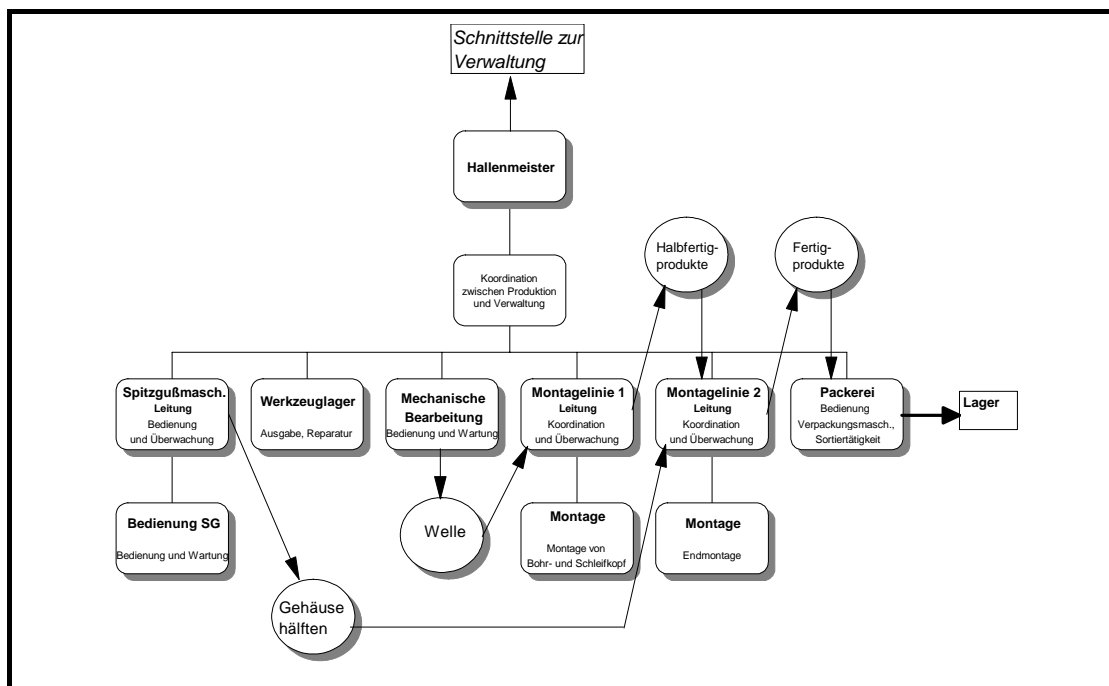 Schnittstelle zur
Verwaltung
Hallenmeister
Halbfertig-
produkte
Fertig-
produkte
Koordination
zwischen Produktion
und Verwaltung
Spitzgußmasch.
Leitung
Bedienung
und Überwachung
Werkzeuglager
Ausgabe, Reparatur
Mechanische
Bearbeitung
Bedienung und Wartung
Montagelinie 1
Leitung
Koordination
und Überwachung
Montagelinie 2
Leitung
Koordination
und Überwachung
Packerei
Bedienung
Verpackungsmasch.,
Sortiertätigkeit
Lager
Bedienung SG
Bedienung und Wartung
Welle
Montage
Montage von
Bohr- und Schleifkopf
Montage
Endmontage
Gehäuse
hälften